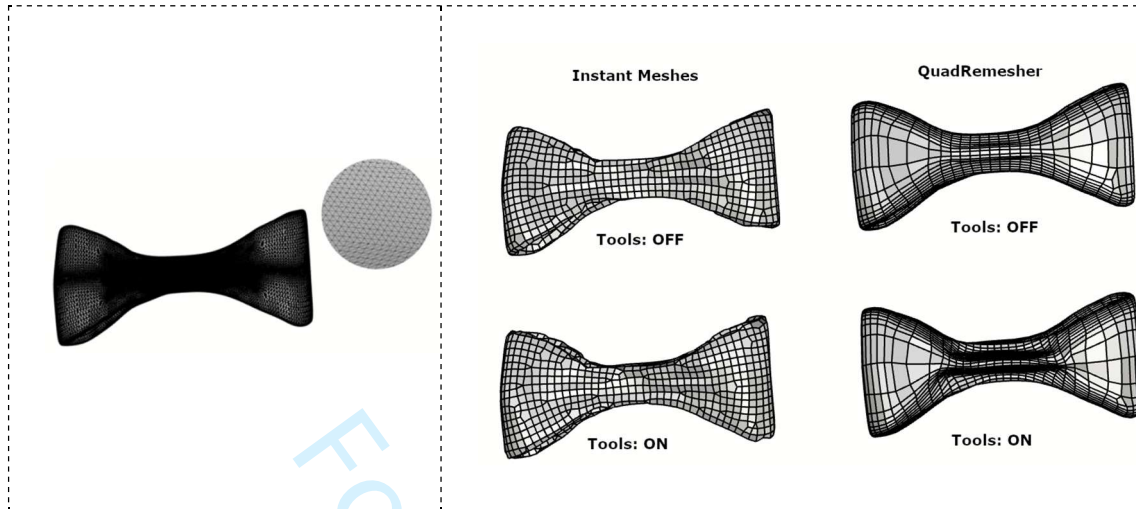 Instant Meshes
QuadRemesher
Tools: OFF
Tools: OFF
Tools: ON
Tools: ON